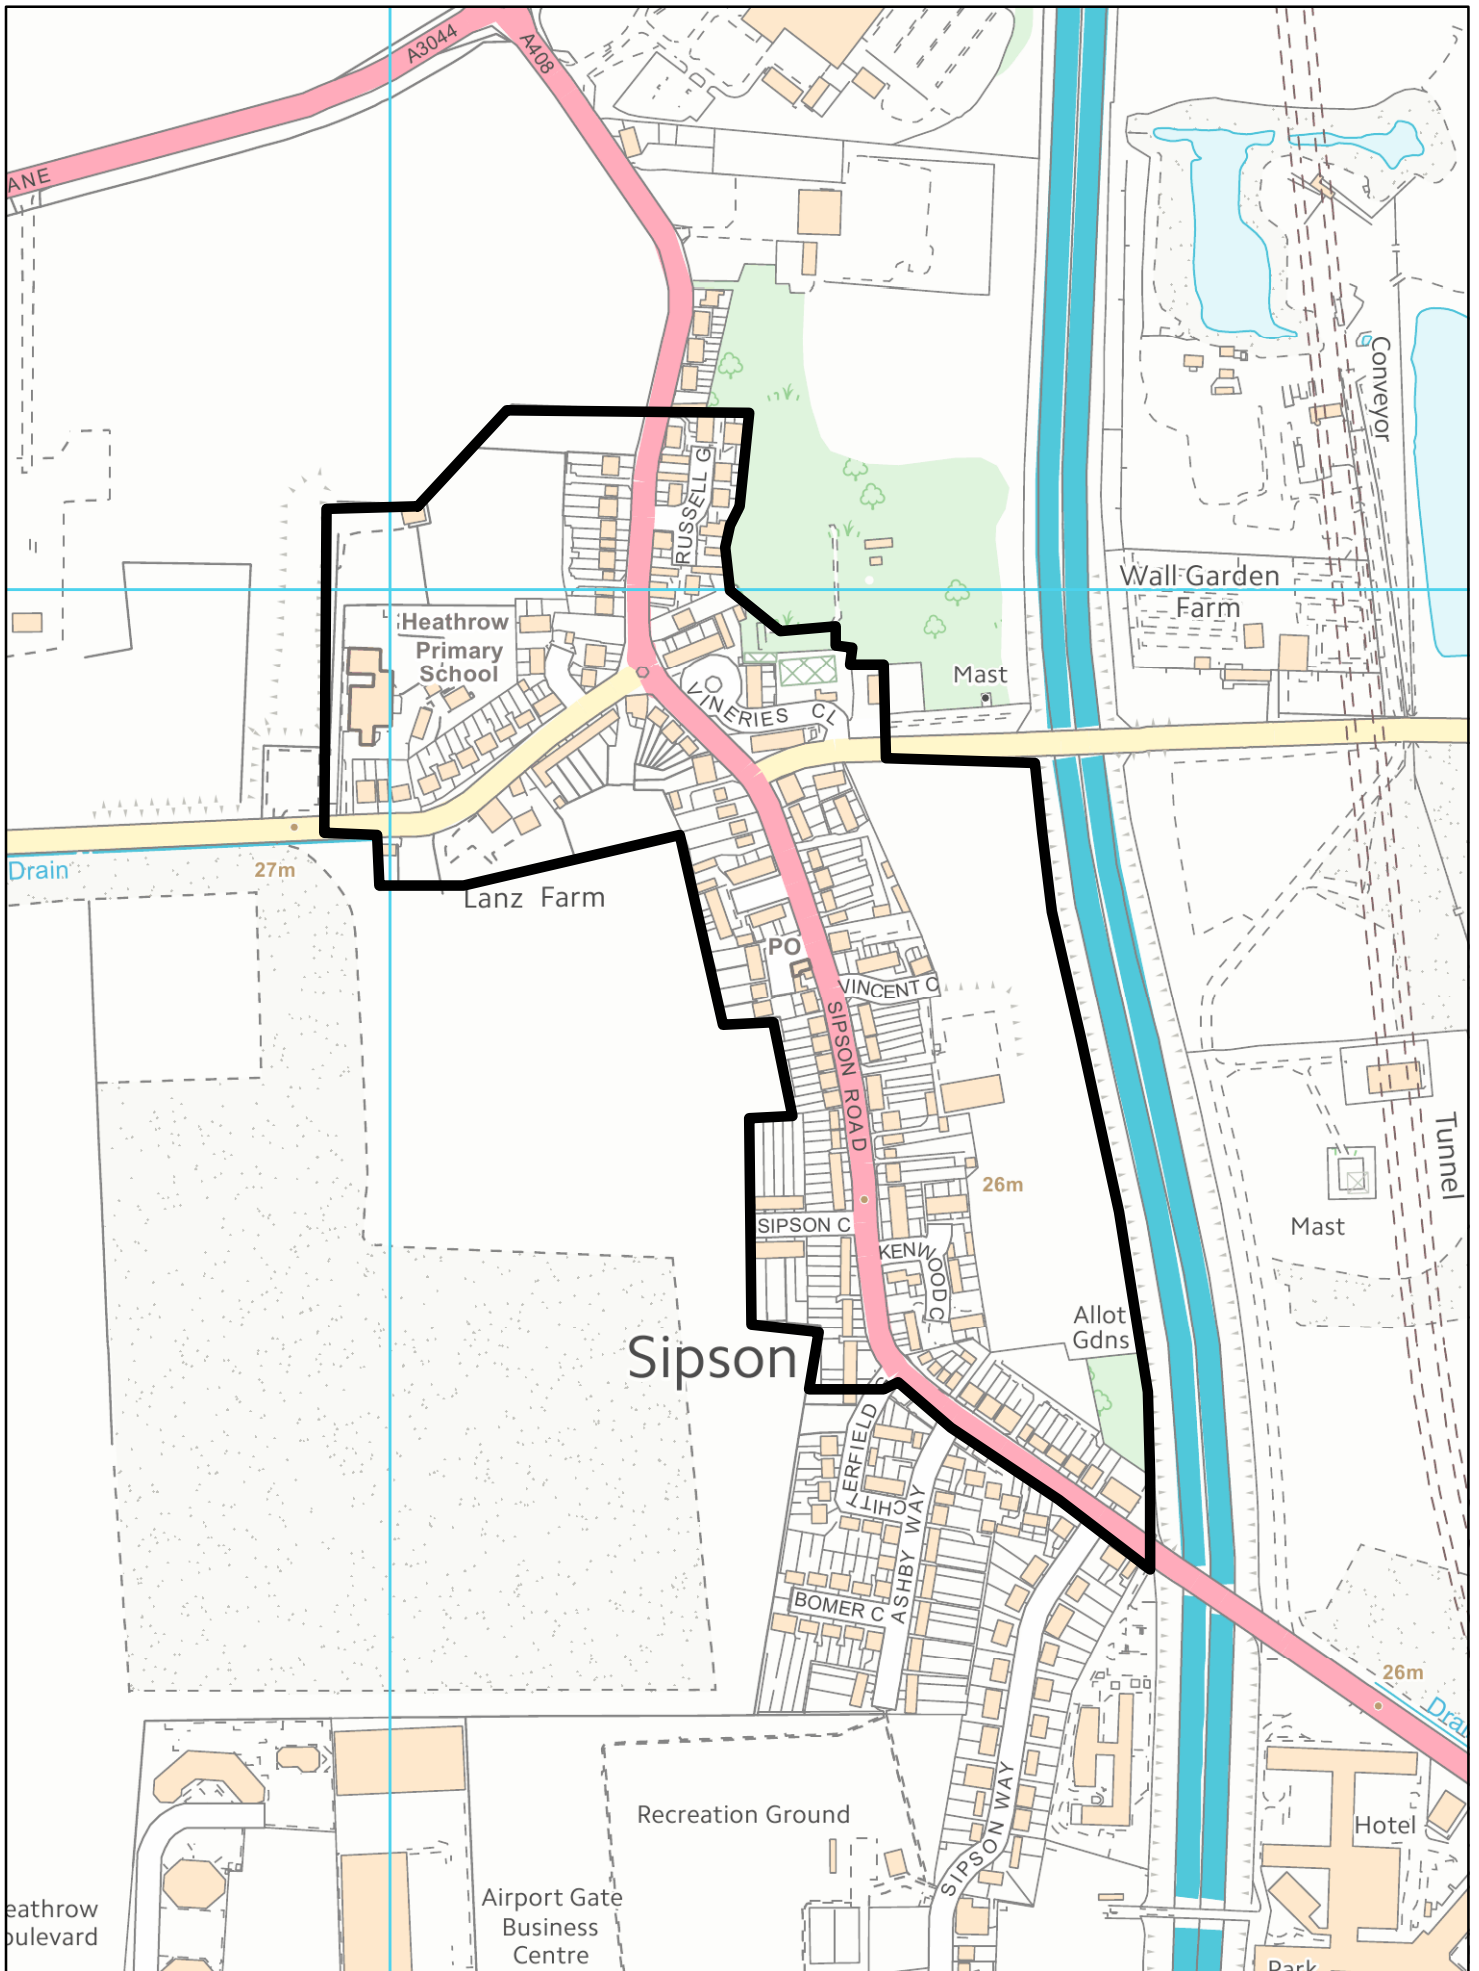 A3044
A408
ANE
Conveyor
RUSSELL G
Wall Garden
Farm
Heathrow
Primary
School
Mast
VINERIES CL
Drain
27m
Lanz Farm
PO
VINCENT C
SIPSON ROAD
26m
Tunnel
Mast
SIPSON C
KENWOOD C
Allot
Gdns
Sipson
CHITTERFIELD
ASHBY WAY
BOMER C
26m
Drai
SIPSON WAY
Recreation Ground
Hotel
eathrow
oulevard
Airport Gate
Business
Centre
Park